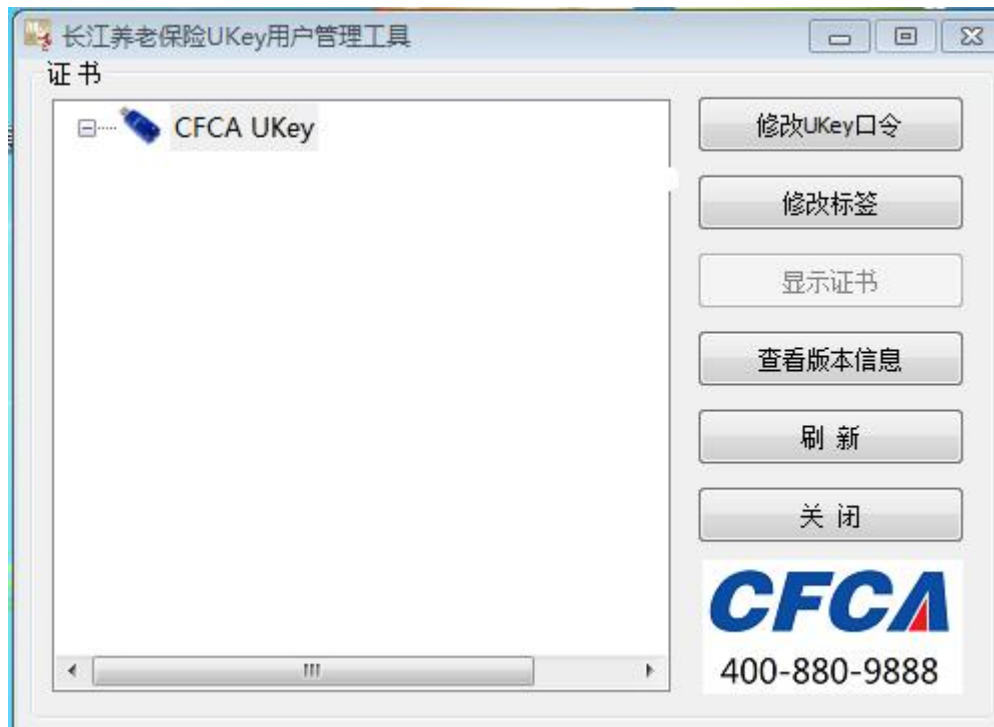 长江养老保险UKey用户管理工具
证书
CFCA UKey
修改UKey口令
修改标签
显示证书
查看版本信息
刷 新
关 闭
CFCA
400-880-9888